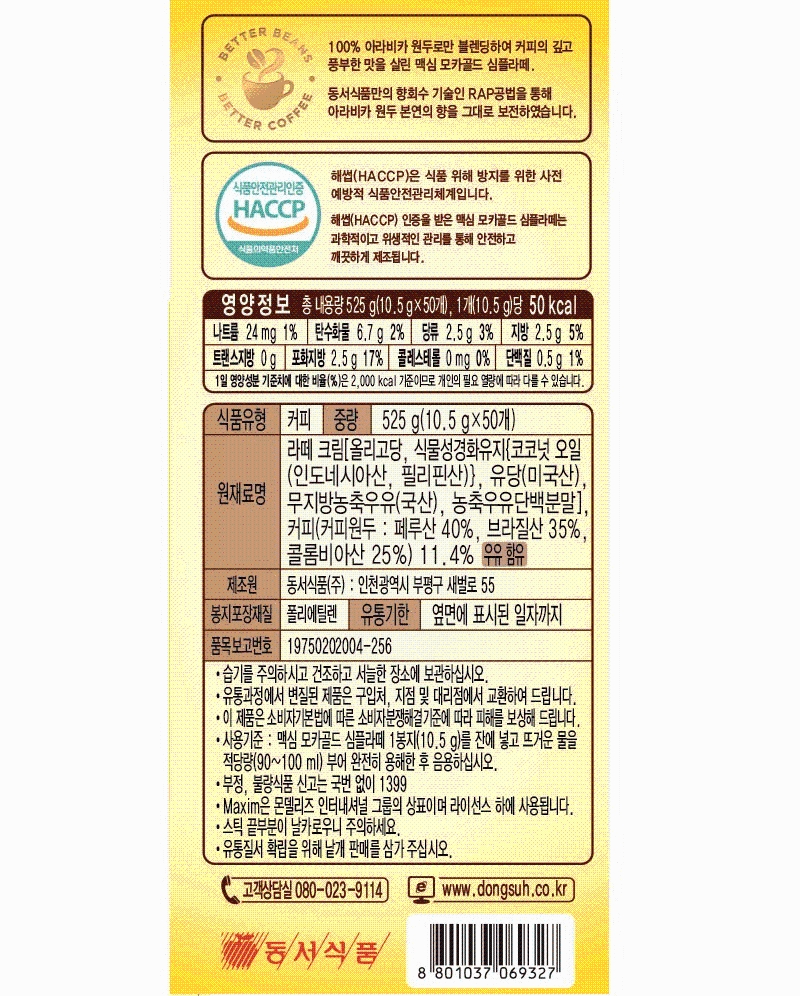 BETTER BEANS
BETTER COFFEE
100% 아라비카 원두로만 블렌딩하여 커피의 깊고
풍부한 맛을 살린 맥심 모카골드 심플라떼.
동서식품만의 향회수 기술인 RAP공법을 통해
아라비카 원두 본연의 향을 그대로 보전하였습니다.
식품안전관리인증
HACCP
식품의약품안전처
해썹(HACCP)은 식품 위해 방지를 위한 사전
예방적 식품안전관리체계입니다.
해썹(HACCP) 인증을 받은 맥심 모카골드 심플라떼는
과학적이고 위생적인 관리를 통해 안전하고
깨끗하게 제조됩니다.
영양정보 총 내용량 525 g(10.5 g×50개), 1개(10.5 g)당 50 kcal
나트륨 24 mg 1% 탄수화물 6.7 g 2% 당류 2.5 g 3% 지방 2.5 g 5%
트랜스지방 0 g 포화지방 2.5 g 17% 콜레스테롤 0 mg 0% 단백질 0.5 g 1%
1일 영양성분 기준치에 대한 비율(%)은 2,000 kcal 기준이므로 개인의 필요 열량에 따라 다를 수 있습니다.
식품유형 커피 중량 525 g(10.5 g×50개)
원재료명
라떼 크림[올리고당, 식물성경화유지{코코넛 오일
(인도네시아산, 필리핀산)}, 유당(미국산),
무지방농축우유(국산), 농축우유단백분말],
커피(커피원두 : 페루산 40%, 브라질산 35%,
콜롬비아산 25%) 11.4% 우유 함유
제조원 동서식품(주) : 인천광역시 부평구 새벌로 55
봉지포장재질 폴리에틸렌 유통기한 옆면에 표시된 일자까지
품목보고번호 19750202004-256
• 습기를 주의하시고 건조하고 서늘한 장소에 보관하십시오.
• 유통과정에서 변질된 제품은 구입처, 지점 및 대리점에서 교환하여 드립니다.
• 이 제품은 소비자기본법에 따른 소비자분쟁해결기준에 따라 피해를 보상해 드립니다.
• 사용기준 : 맥심 모카골드 심플라떼 1봉지(10.5 g)를 잔에 넣고 뜨거운 물을
적당량(90~100 ml) 부어 완전히 용해한 후 음용하십시오.
• 부정, 불량식품 신고는 국번 없이 1399
• Maxim은 몬델리즈 인터내셔널 그룹의 상표이며 라이선스 하에 사용됩니다.
• 스틱 끝부분이 날카로우니 주의하세요.
• 유통질서 확립을 위해 낱개 판매를 삼가 주십시오.
고객상담실 080-023-9114 e www.dongsuh.co.kr
동서식품
8 801037 069327